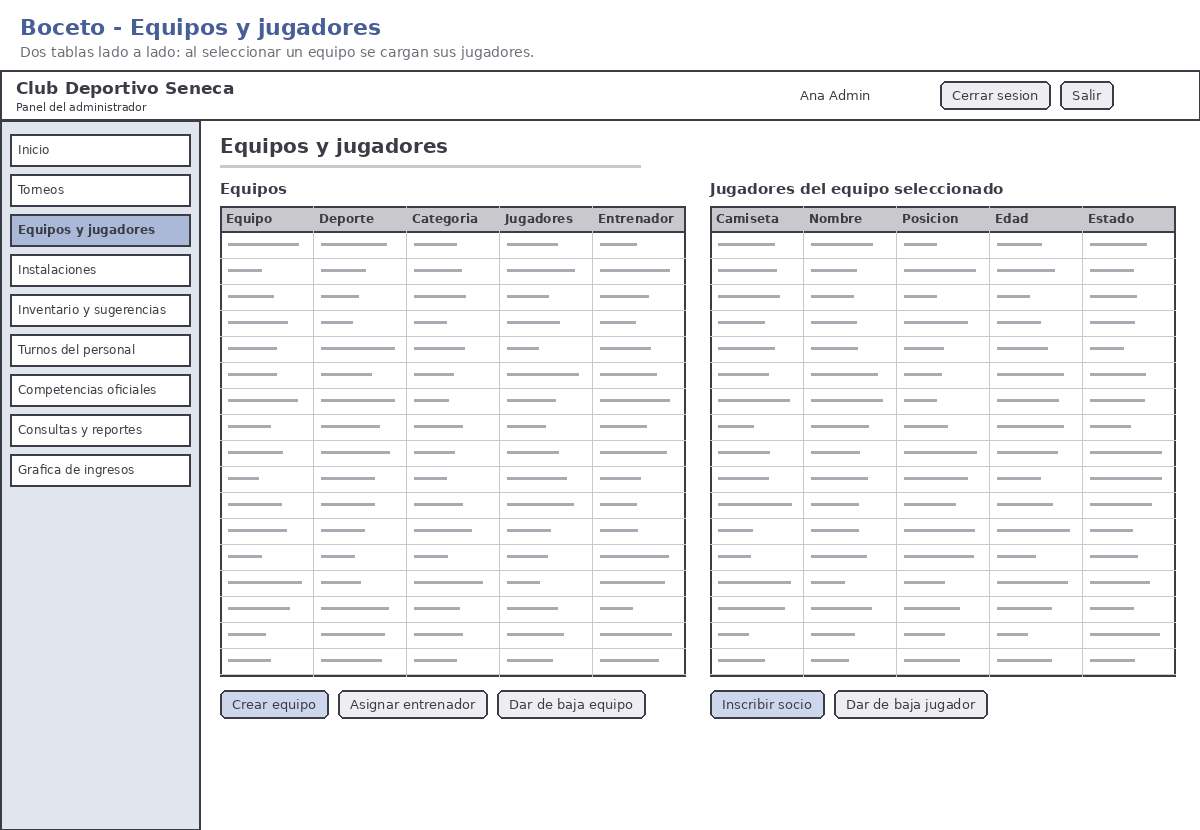 Boceto - Equipos y jugadores
Dos tablas lado a lado: al seleccionar un equipo se cargan sus jugadores.
Club Deportivo Seneca
Panel del administrador
Ana Admin
Cerrar sesion
Salir
Inicio
Torneos
Equipos y jugadores
Instalaciones
Inventario y sugerencias
Turnos del personal
Competencias oficiales
Consultas y reportes
Grafica de ingresos
Equipos y jugadores
Equipos
Equipo Deporte Categoria Jugadores Entrenador
Crear equipo Asignar entrenador Dar de baja equipo
Jugadores del equipo seleccionado
Camiseta Nombre Posicion Edad Estado
Inscribir socio Dar de baja jugador